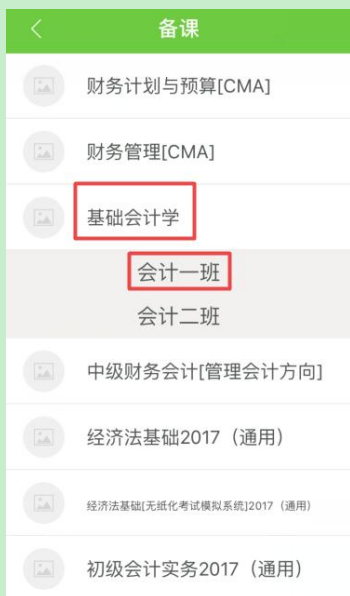 备课
财务计划与预算[CMA]
财务管理[CMA]
基础会计学
会计一班
会计二班
中级财务会计[管理会计方向]
经济法基础2017（通用）
经济法基础[无纸化考试模拟系统]2017（通用）
初级会计实务2017（通用）